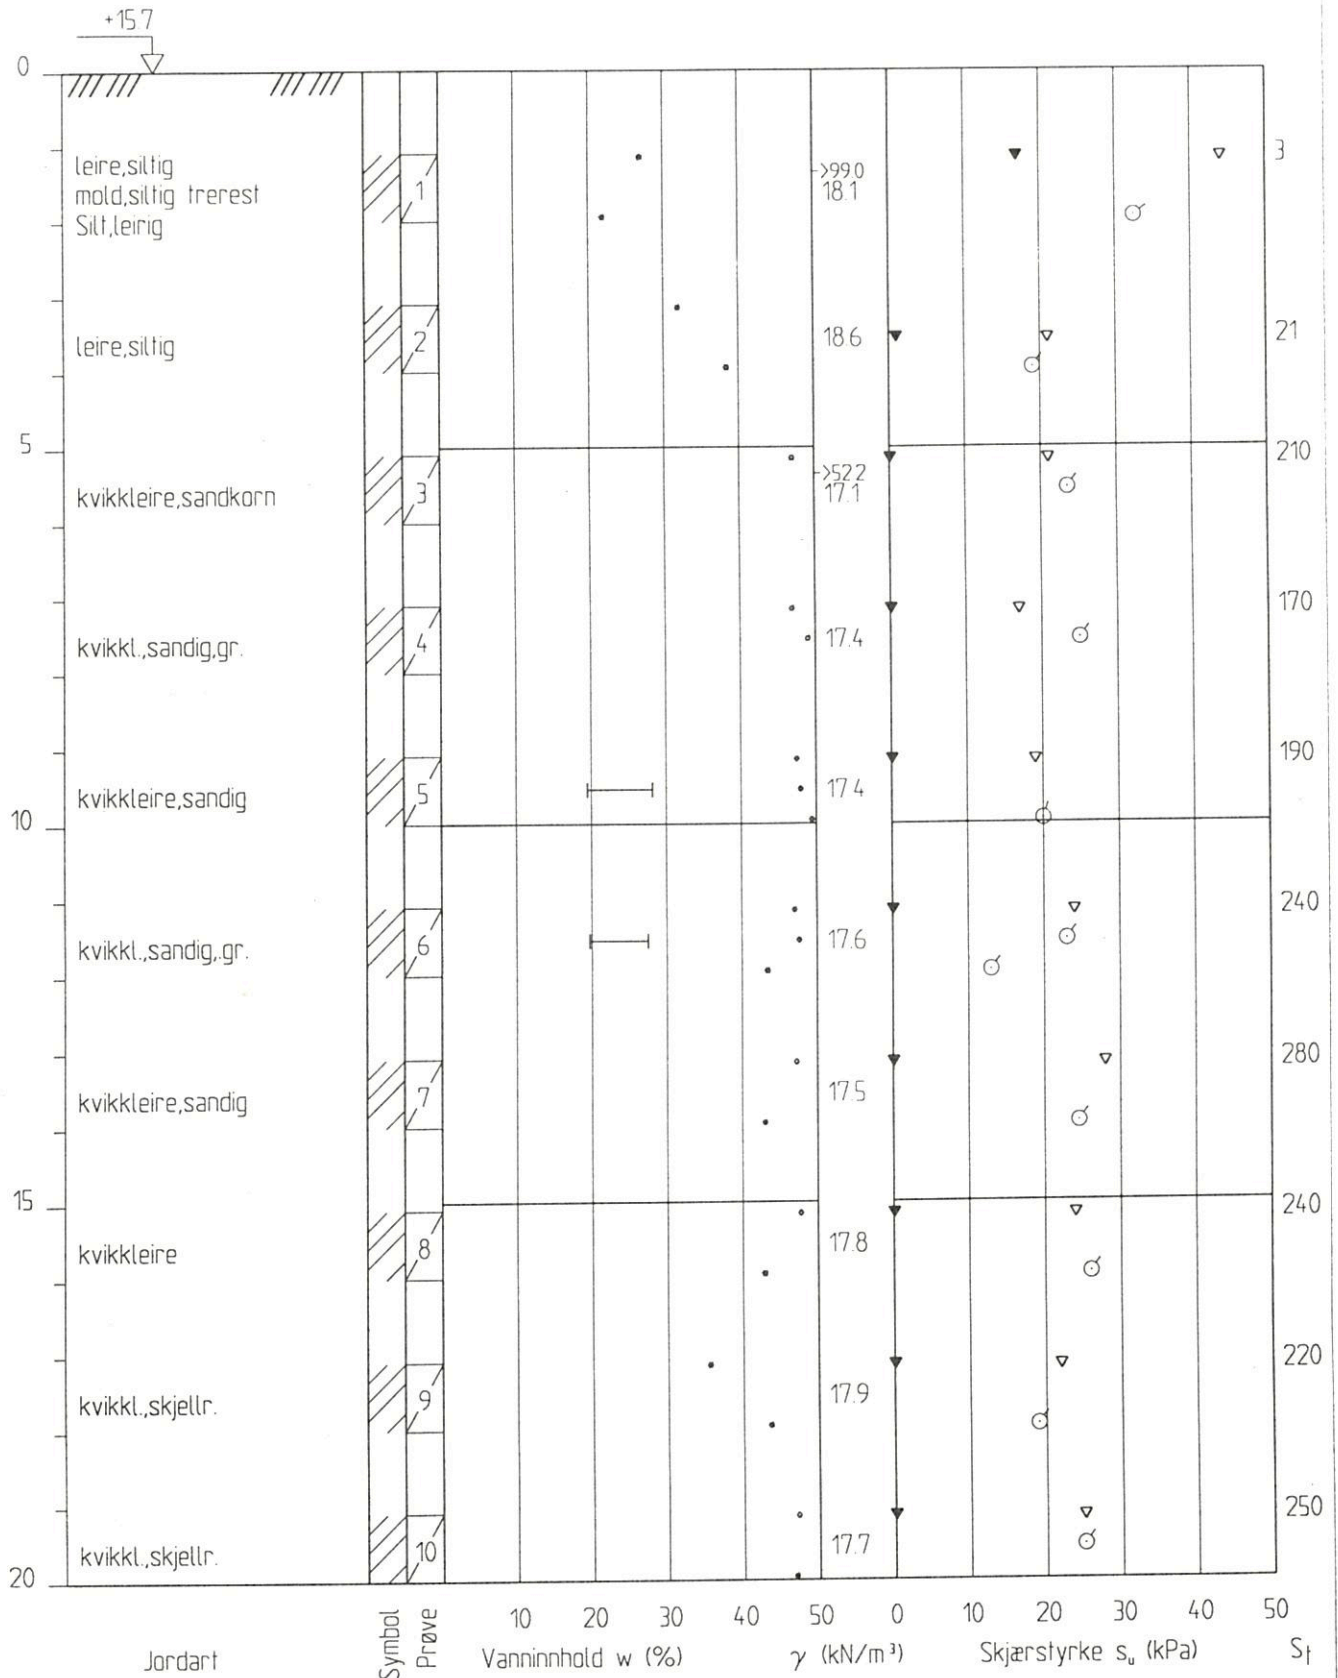 +15.7
0
leire,siltig
mold,siltig trerest
Silt,leirig
1
>99.0
18.1
3
leire,siltig
2
18.6
21
5
kvikkleire,sandkorn
3
>52.2
17.1
210
kvikkl.,sandig,gr.
4
17.4
170
kvikkleire,sandig
5
17.4
190
10
kvikkl.,sandig,.gr.
6
17.6
240
kvikkleire,sandig
7
17.5
280
15
kvikkleire
8
17.8
240
kvikkl.,skjellr.
9
17.9
220
kvikkl.,skjellr.
10
17.7
250
20
10 20 30 40 50 0 10 20 30 40 50
Jordart
Symbol
Prøve
Vanninnhold w (%)
γ (kN/m³)
Skjærstyrke sᵤ (kPa)
St